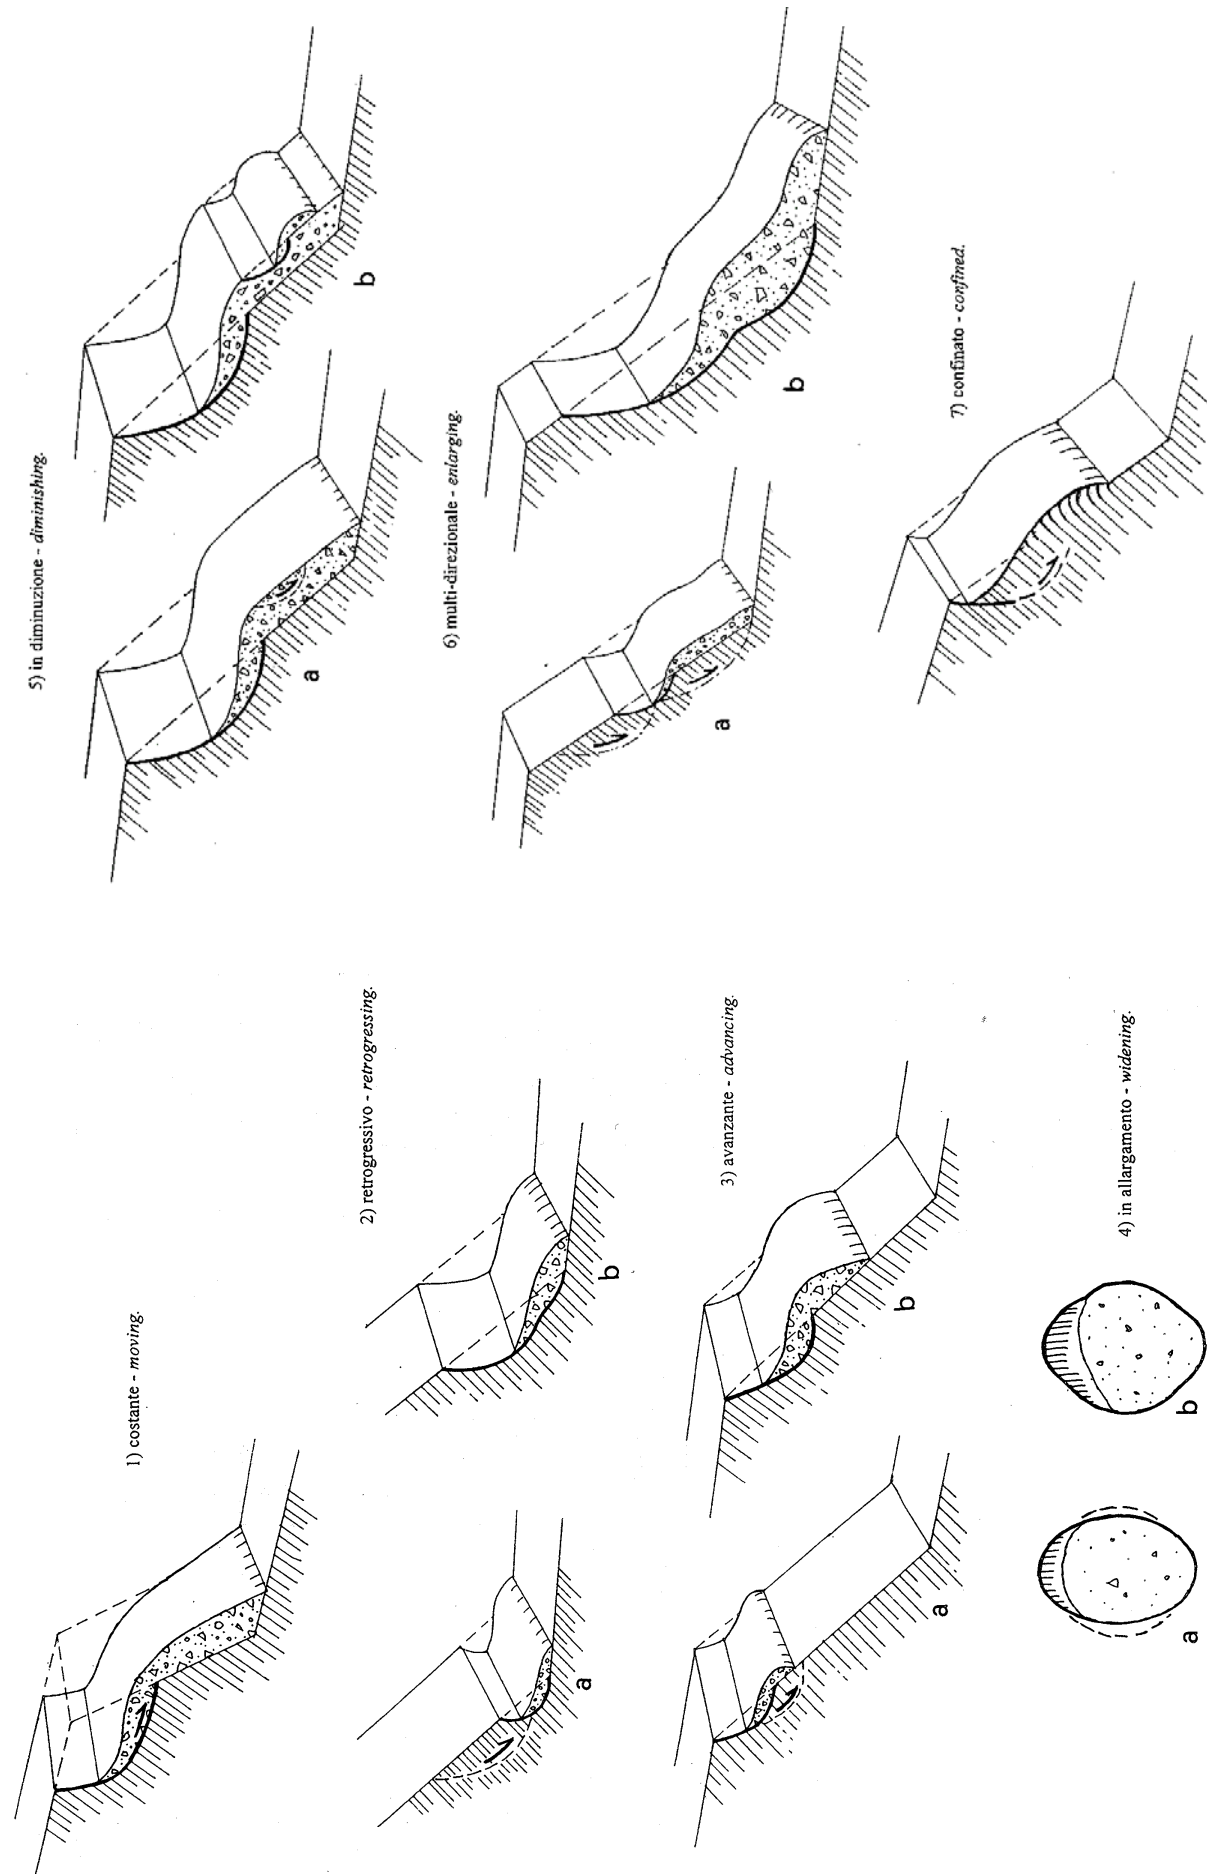 1) costante - moving.
2) retrogressivo - retrogressing.
a
b
3) avanzante - advancing.
a
b
4) in allargamento - widening.
a
b
5) in diminuzione - diminishing.
a
b
6) multi-direzionale - enlarging.
a
b
7) confinato - confined.